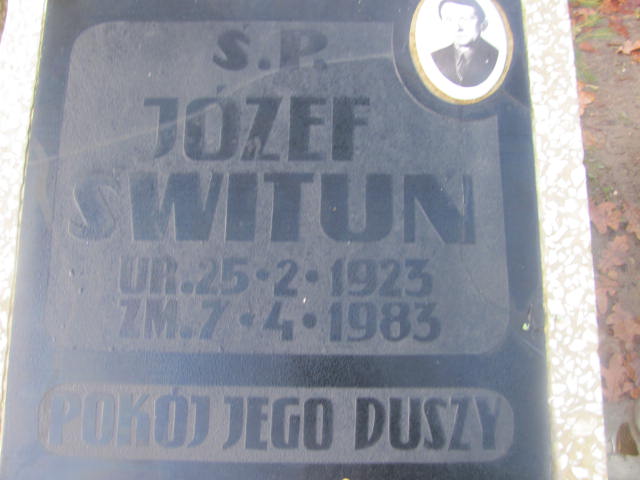 Ś.P.
JÓZEF
SWITUN
UR.25·2·1923
ZM.7·4·1983
POKÓJ JEGO DUSZY